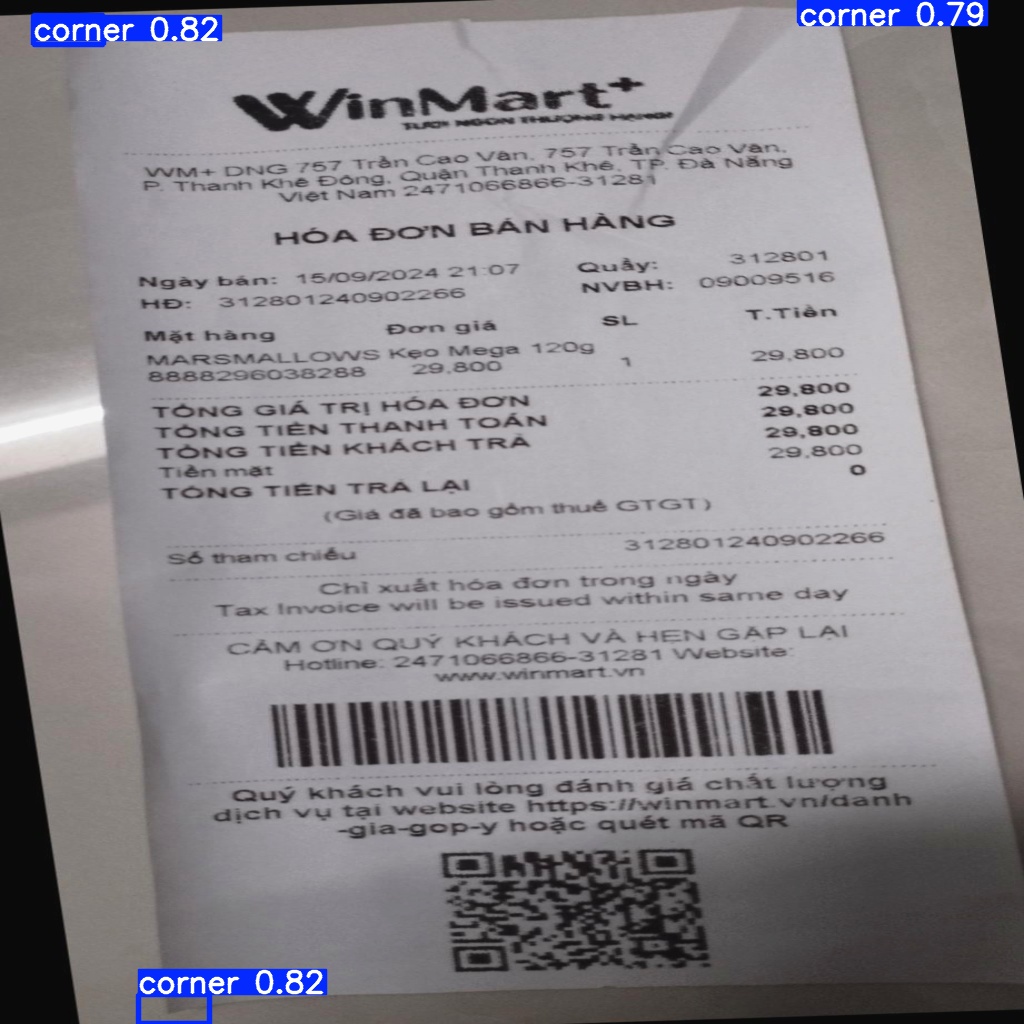 corner 0.82
corner 0.79
WinMart+
TƯƠI NGON THƯỢNG HẠNG!
WM+ DNG 757 Trần Cao Vân, 757 Trần Cao Vân,
P. Thanh Khê Đông, Quận Thanh Khê, TP. Đà Nẵng
Việt Nam 2471066866-31281
HÓA ĐƠN BÁN HÀNG
Ngày bán: 15/09/2024 21:07 Quầy: 312801
HĐ: 312801240902266 NVBH: 09009516
Mặt hàng Đơn giá SL T.Tiền
MARSMALLOWS Kẹo Mega 120g
8888296038288 29,800 1 29,800
TỔNG GIÁ TRỊ HÓA ĐƠN 29,800
TỔNG TIỀN THANH TOÁN 29,800
TỔNG TIỀN KHÁCH TRẢ 29,800
Tiền mặt 29,800
TỔNG TIỀN TRẢ LẠI 0
(Giá đã bao gồm thuế GTGT)
Số tham chiếu 312801240902266
Chỉ xuất hóa đơn trong ngày
Tax Invoice will be issued within same day
CẢM ƠN QUÝ KHÁCH VÀ HẸN GẶP LẠI
Hotline: 2471066866-31281 Website:
www.winmart.vn
Quý khách vui lòng đánh giá chất lượng
dịch vụ tại website https://winmart.vn/danh
-gia-gop-y hoặc quét mã QR
corner 0.82